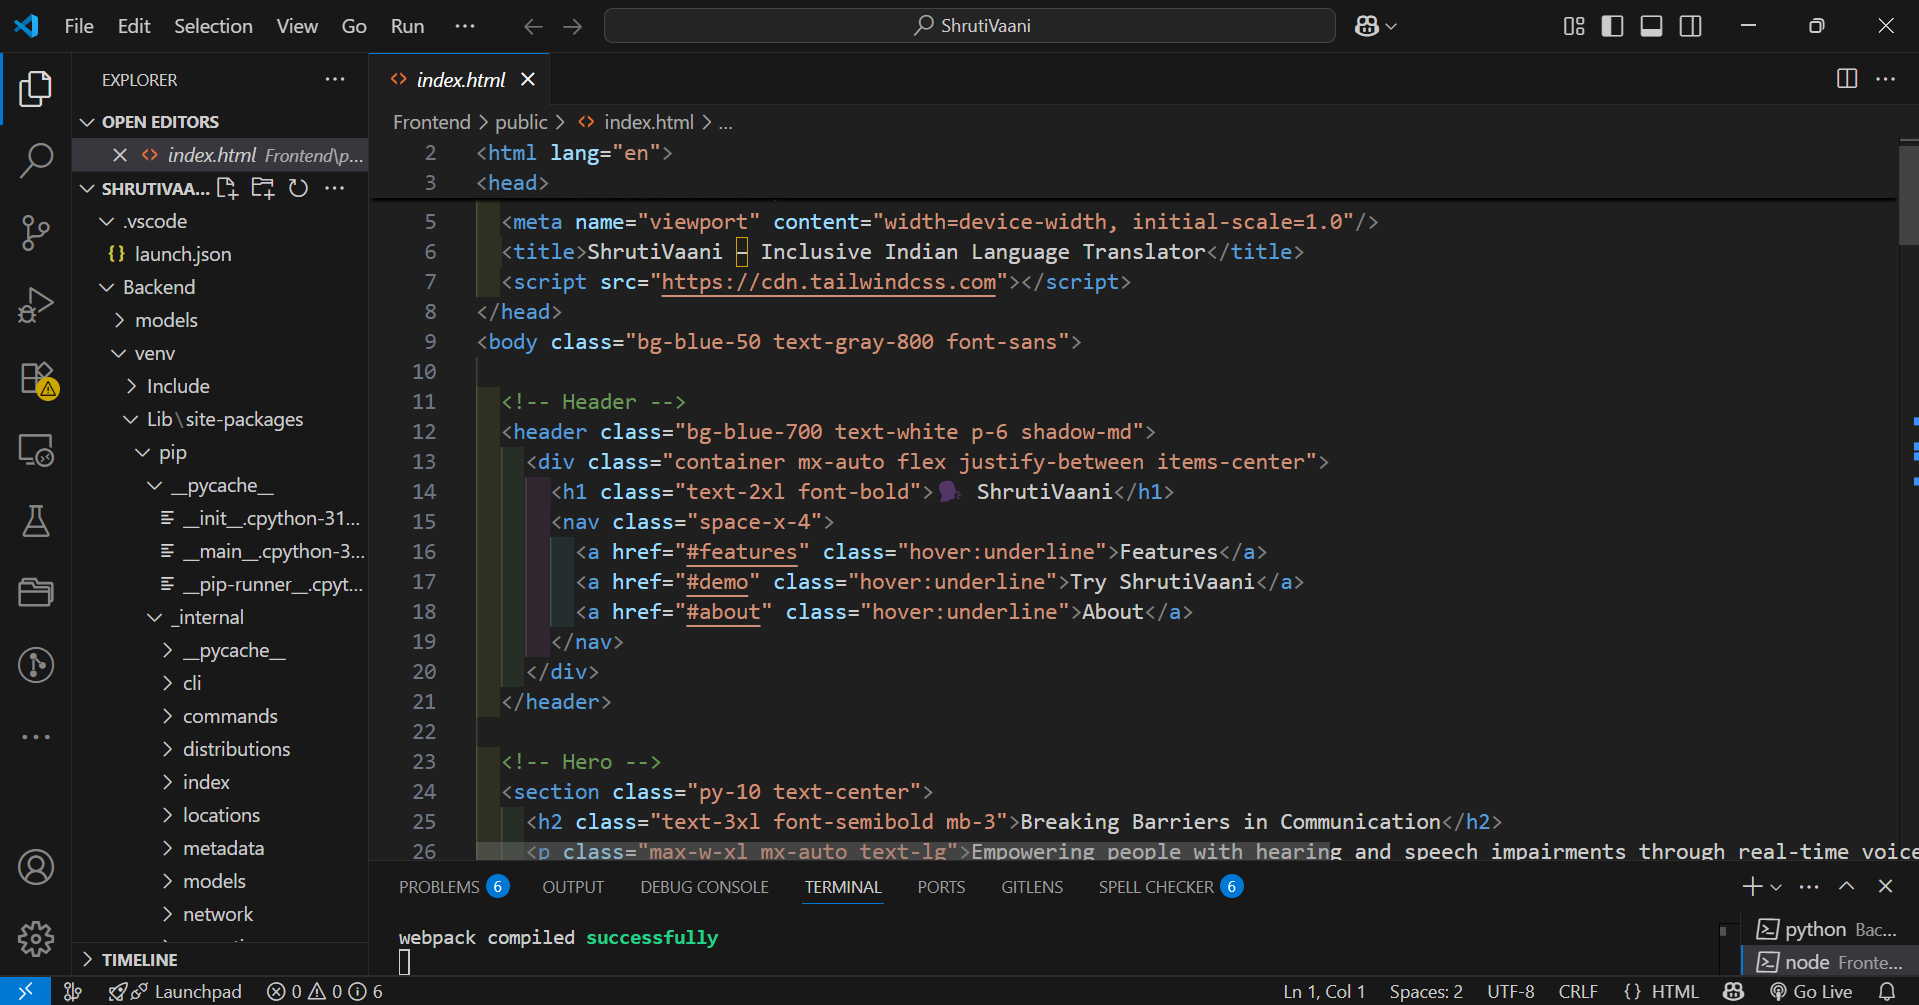 File Edit Selection View Go Run ··· ShrutiVaani
EXPLORER ···
OPEN EDITORS
index.html Frontend\p...
SHRUTIVAA... ···
.vscode
{} launch.json
Backend
models
venv
Include
Lib\site-packages
pip
__pycache__
__init__.cpython-31...
__main__.cpython-3...
__pip-runner__.cpyt...
_internal
__pycache__
cli
commands
distributions
index
locations
metadata
models
network
TIMELINE
<> index.html
Frontend > public > <> index.html > ...
2 <html lang="en">
3 <head>
5 <meta name="viewport" content="width=device-width, initial-scale=1.0"/>
6 <title>ShrutiVaani – Inclusive Indian Language Translator</title>
7 <script src="https://cdn.tailwindcss.com"></script>
8 </head>
9 <body class="bg-blue-50 text-gray-800 font-sans">
10
11 <!-- Header -->
12 <header class="bg-blue-700 text-white p-6 shadow-md">
13 <div class="container mx-auto flex justify-between items-center">
14 <h1 class="text-2xl font-bold">🗣 ShrutiVaani</h1>
15 <nav class="space-x-4">
16 <a href="#features" class="hover:underline">Features</a>
17 <a href="#demo" class="hover:underline">Try ShrutiVaani</a>
18 <a href="#about" class="hover:underline">About</a>
19 </nav>
20 </div>
21 </header>
22
23 <!-- Hero -->
24 <section class="py-10 text-center">
25 <h2 class="text-3xl font-semibold mb-3">Breaking Barriers in Communication</h2>
26 <p class="max-w-xl mx-auto text-lg">Empowering people with hearing and speech impairments through real-time voice
PROBLEMS 6 OUTPUT DEBUG CONSOLE TERMINAL PORTS GITLENS SPELL CHECKER 6
webpack compiled successfully
python Bac...
node Fronte...
Launchpad 0 0 6 Ln 1, Col 1 Spaces: 2 UTF-8 CRLF {} HTML Go Live